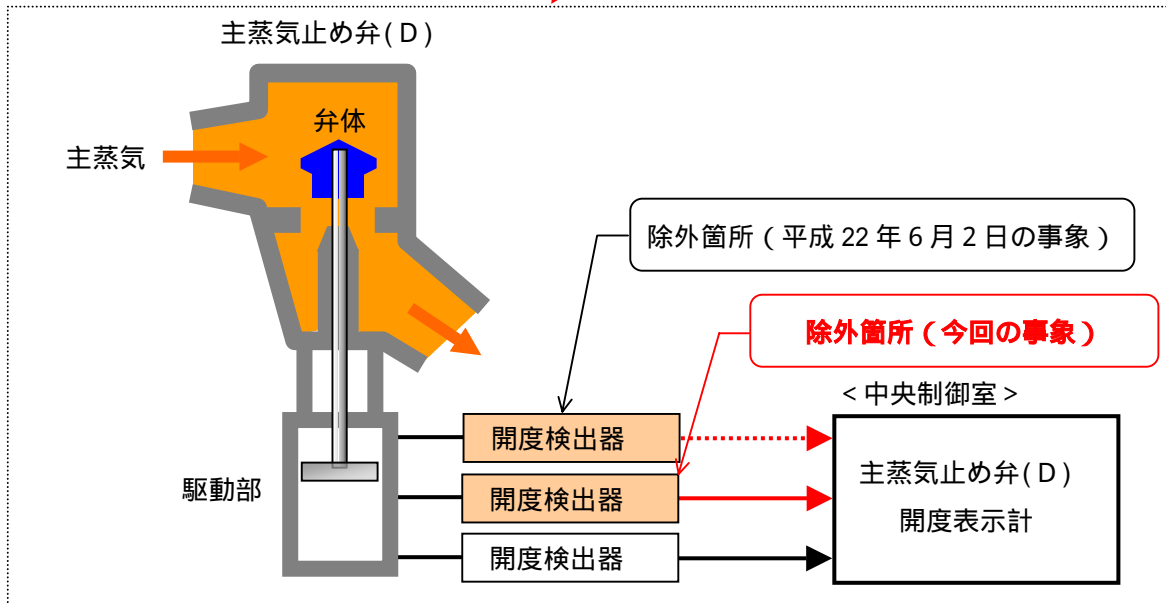 主蒸気止め弁(D)
弁体
主蒸気
除外箇所（平成22年6月2日の事象）
除外箇所（今回の事象）
＜中央制御室＞
開度検出器
主蒸気止め弁(D)
開度表示計
駆動部
開度検出器
開度検出器